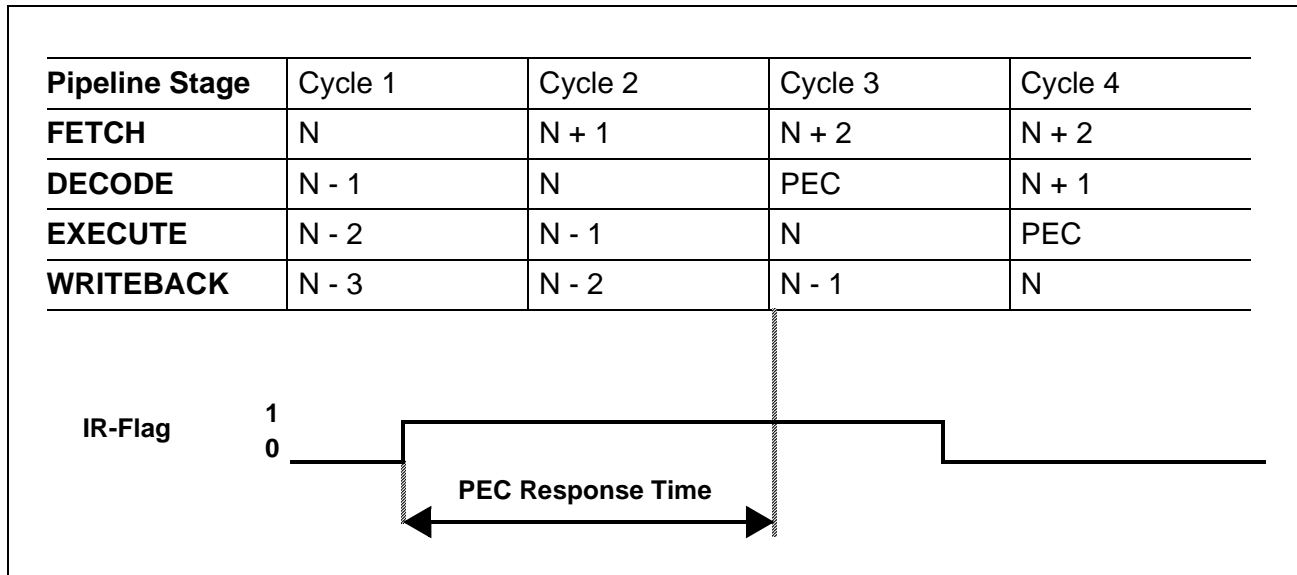 Pipeline Stage Cycle 1 Cycle 2 Cycle 3 Cycle 4
FETCH N N + 1 N + 2 N + 2
DECODE N - 1 N PEC N + 1
EXECUTE N - 2 N - 1 N PEC
WRITEBACK N - 3 N - 2 N - 1 N
IR-Flag 1
0
PEC Response Time